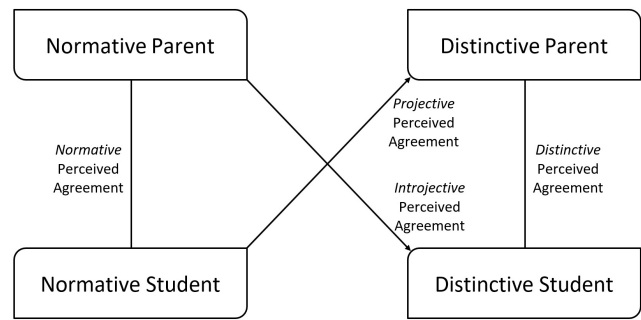 Normative Parent
Distinctive Parent
Projective
Perceived
Agreement
Normative
Perceived
Agreement
Distinctive
Perceived
Agreement
Introjective
Perceived
Agreement
Normative Student
Distinctive Student